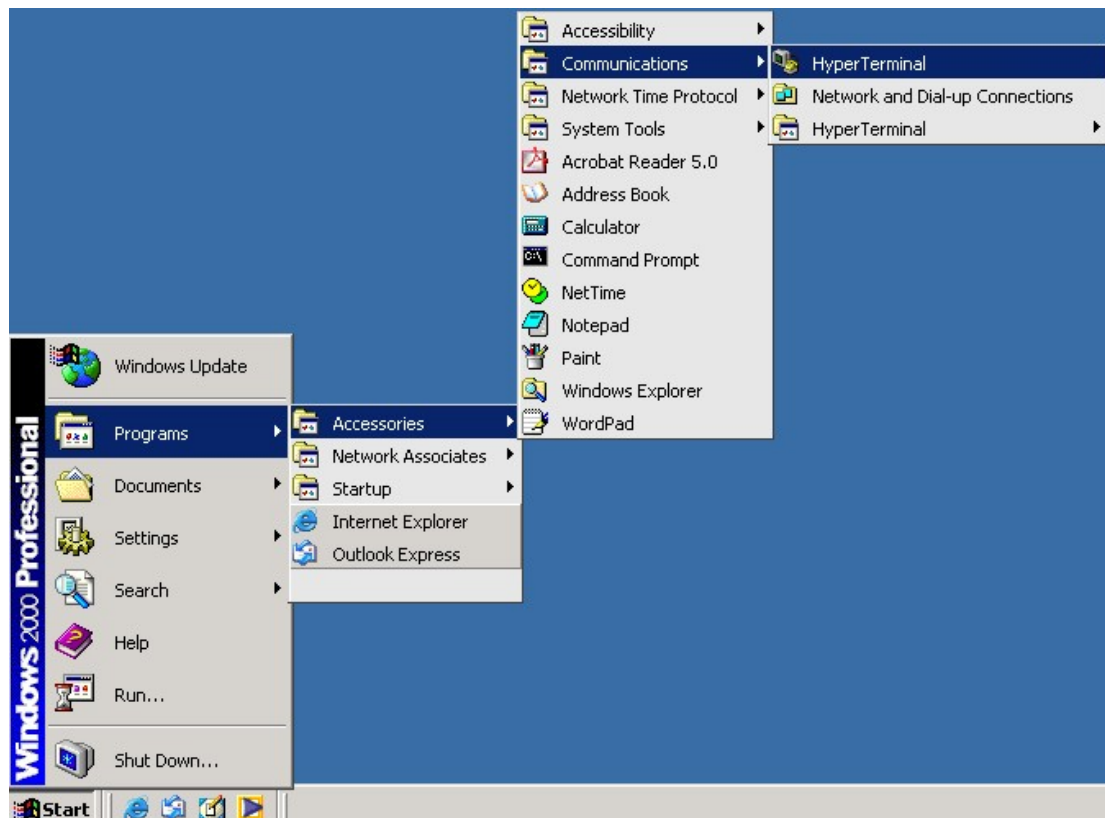 Accessibility
Communications
Network Time Protocol
System Tools
Acrobat Reader 5.0
Address Book
Calculator
Command Prompt
NetTime
Notepad
Paint
Windows Explorer
WordPad
HyperTerminal
Network and Dial-up Connections
HyperTerminal
Windows Update
Programs
Documents
Settings
Search
Help
Run...
Shut Down...
Accessories
Network Associates
Startup
Internet Explorer
Outlook Express
Windows 2000 Professional
Start